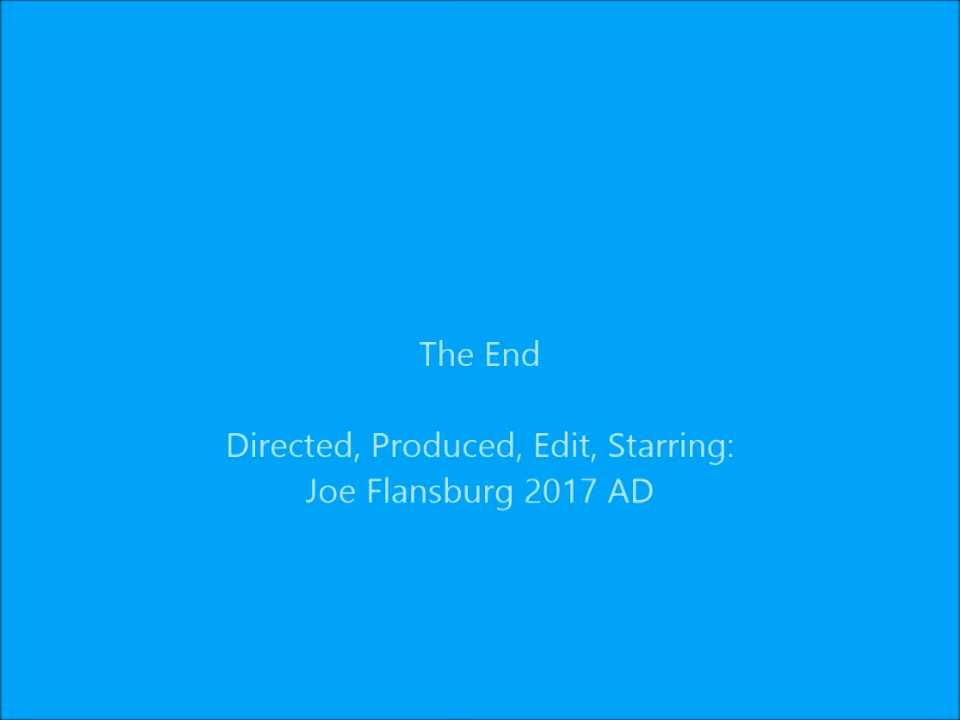 The End
Directed, Produced, Edit, Starring:
Joe Flansburg 2017 AD